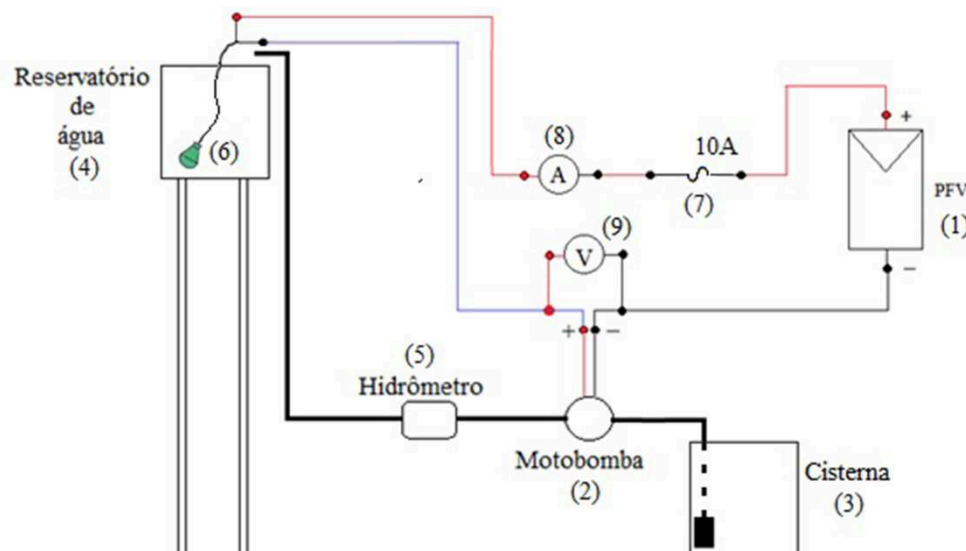 Reservatório
de
água
(4)
(6)
(8)
A
10A
(7)
+
PFV
(1)
−
(9)
V
+ −
(5)
Hidrômetro
Motobomba
(2)
Cisterna
(3)